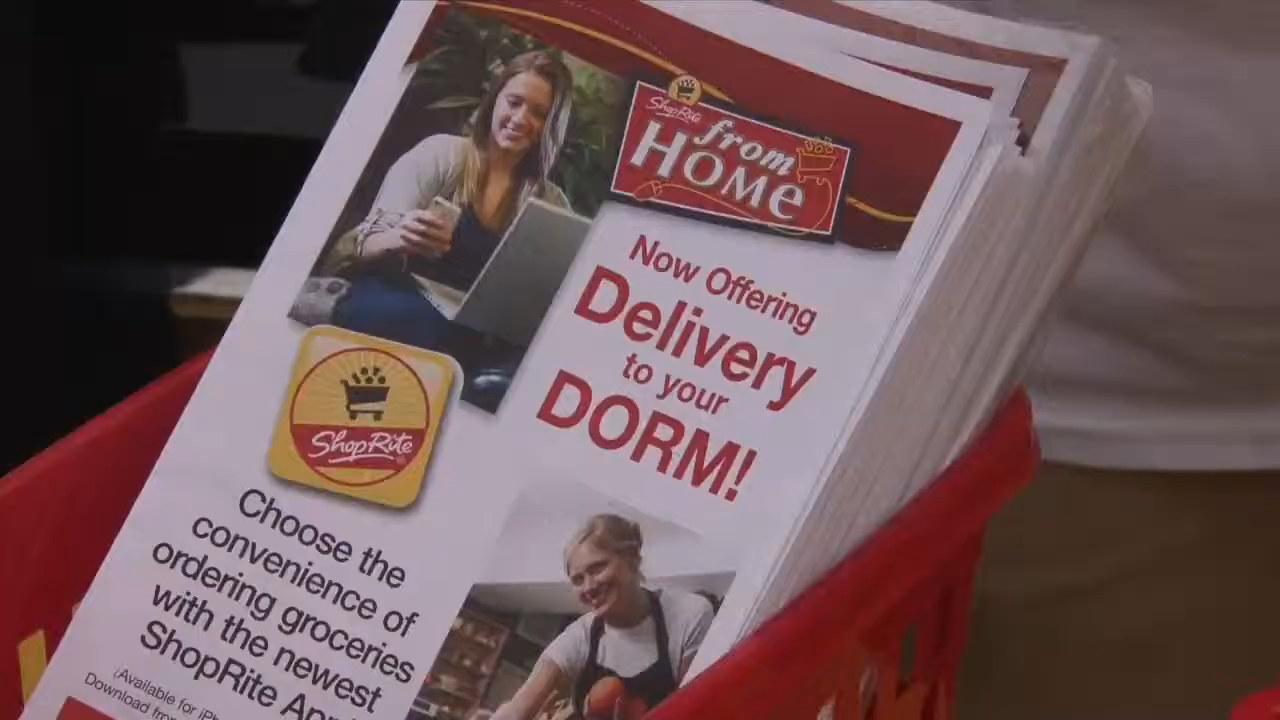 ShopRite
from
HOME
Now Offering
Delivery
to your
DORM!
ShopRite
Choose the
convenience of
ordering groceries
with the newest
ShopRite
(Available for
Download from